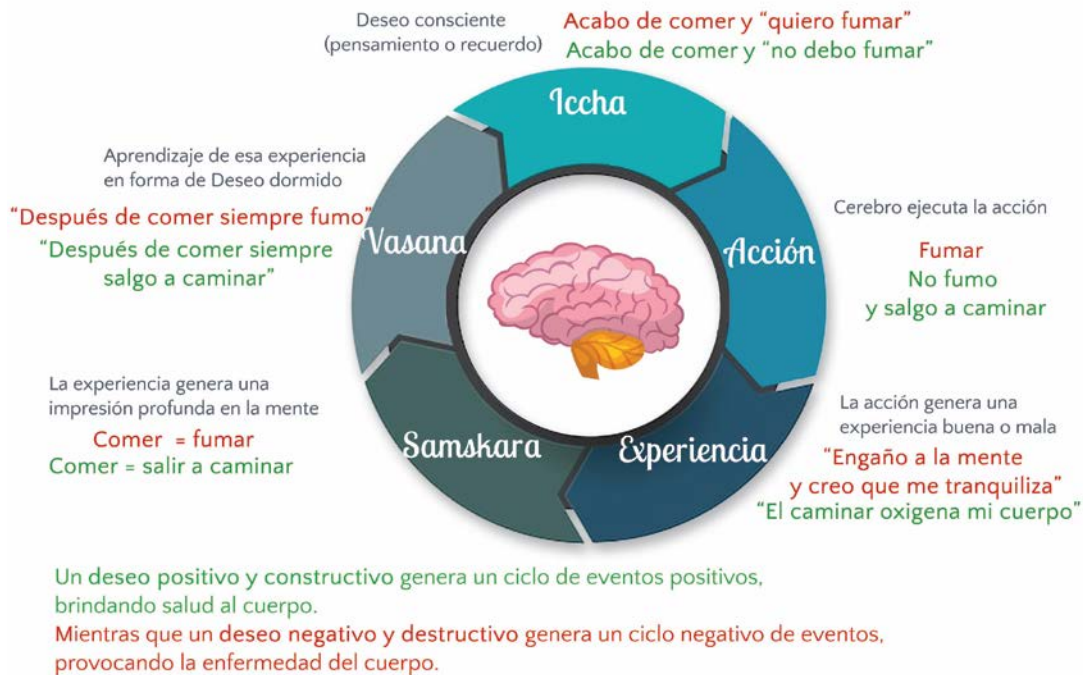 Deseo consciente
(pensamiento o recuerdo)
Acabo de comer y “quiero fumar”
Acabo de comer y “no debo fumar”
Iccha
Cerebro ejecuta la acción
Fumar
No fumo
y salgo a caminar
Acción
La acción genera una
experiencia buena o mala
“Engaño a la mente
y creo que me tranquiliza”
“El caminar oxigena mi cuerpo”
Experiencia
La experiencia genera una
impresión profunda en la mente
Comer = fumar
Comer = salir a caminar
Samskara
Aprendizaje de esa experiencia
en forma de Deseo dormido
“Después de comer siempre fumo”
“Después de comer siempre
salgo a caminar”
Vasana
Un deseo positivo y constructivo genera un ciclo de eventos positivos,
brindando salud al cuerpo.
Mientras que un deseo negativo y destructivo genera un ciclo negativo de eventos,
provocando la enfermedad del cuerpo.